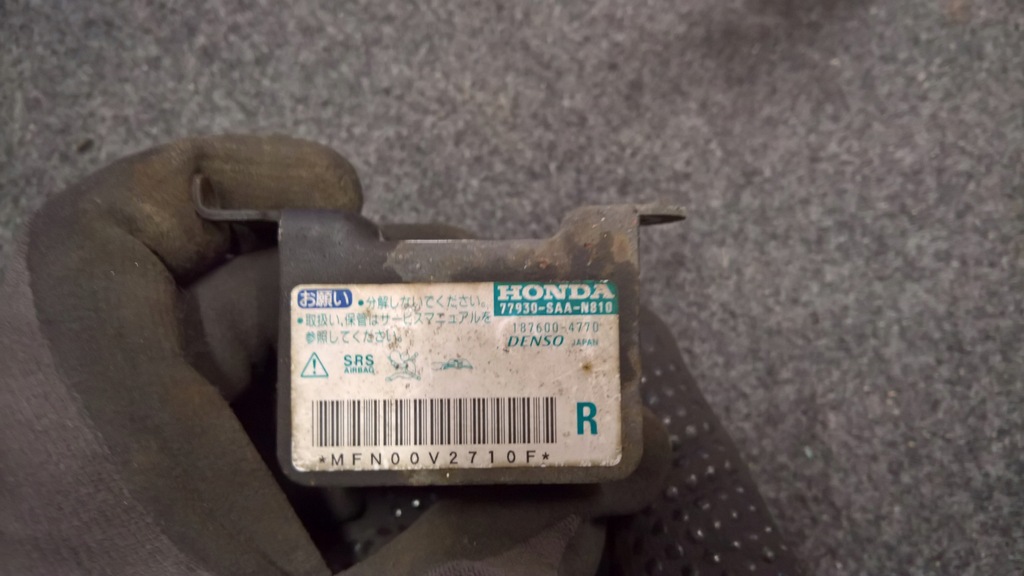 お願い
•分解しないでください。
•取扱い,保管はサービスマニュアルを
参照してください
HONDA
77930-SAA-N810
187600-4770
DENSO JAPAN
SRS
AIRBAG
R
*MFN00V2710F*